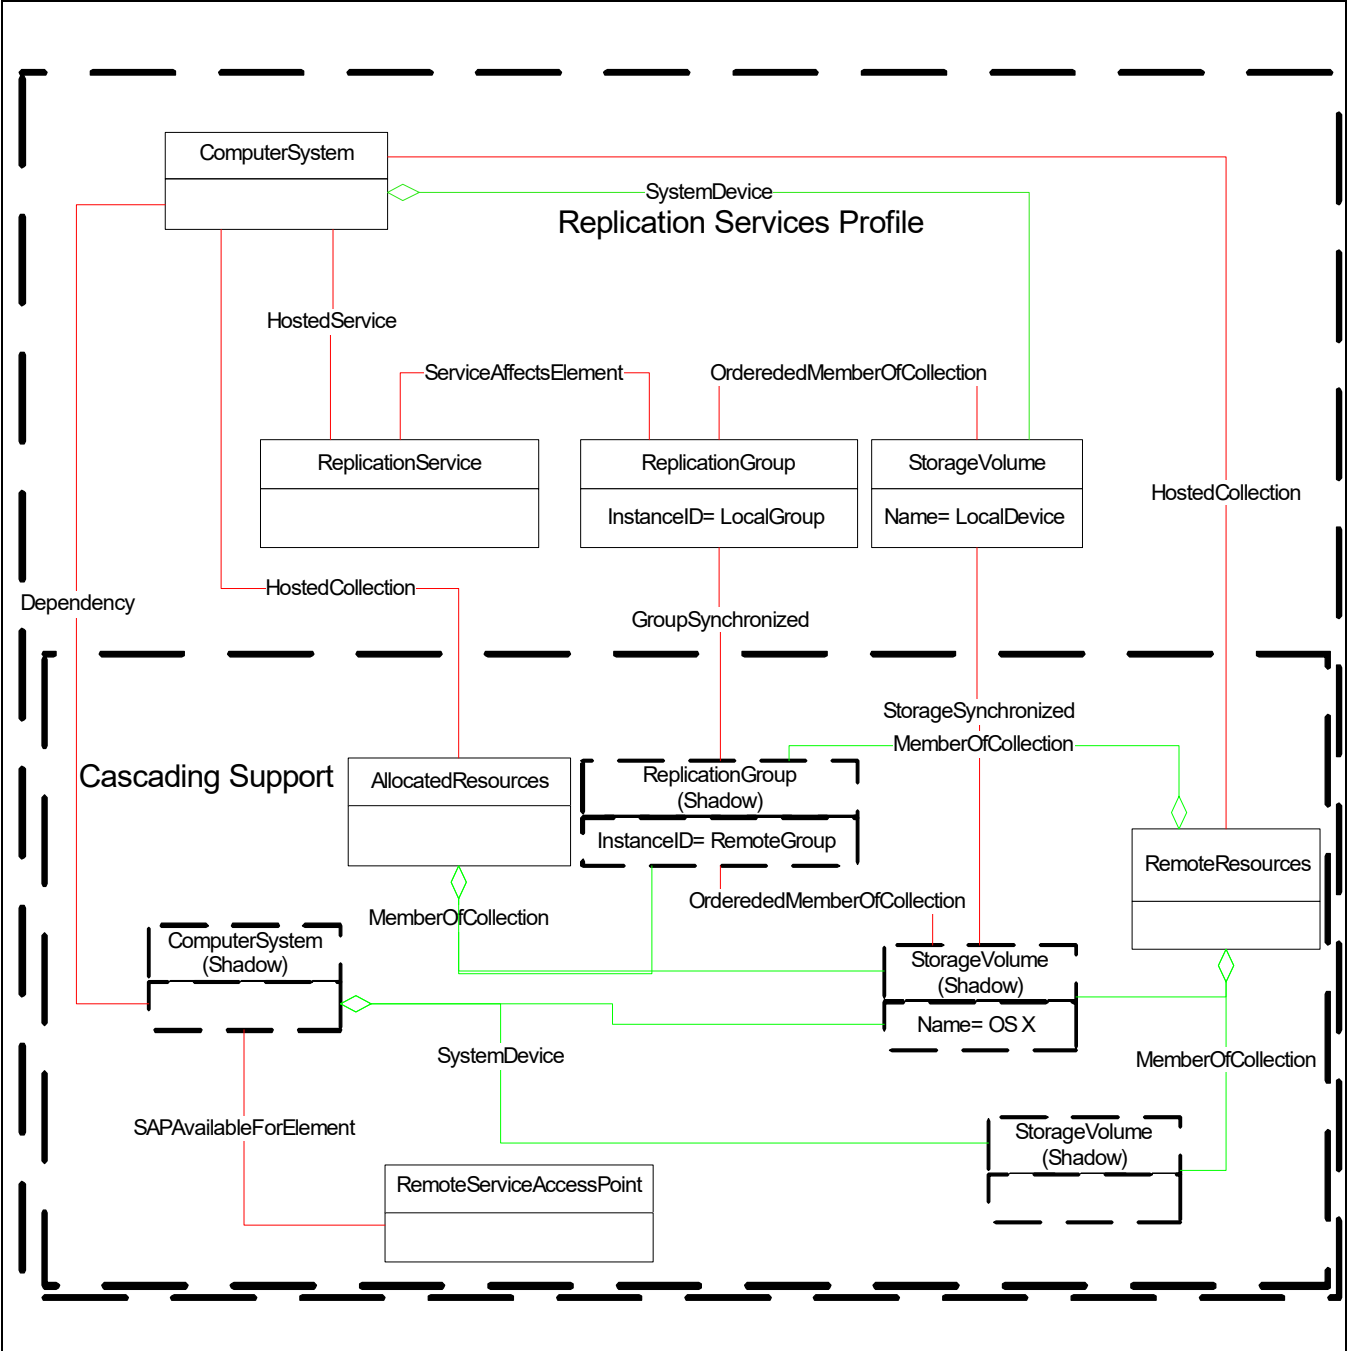 ComputerSystem
SystemDevice
Replication Services Profile
HostedService
ServiceAffectsElement
OrderededMemberOfCollection
ReplicationService
ReplicationGroup
StorageVolume
HostedCollection
InstanceID= LocalGroup
Name= LocalDevice
HostedCollection
Dependency
GroupSynchronized
StorageSynchronized
MemberOfCollection
Cascading Support
AllocatedResources
ReplicationGroup
(Shadow)
InstanceID= RemoteGroup
RemoteResources
OrderededMemberOfCollection
MemberOfCollection
ComputerSystem
(Shadow)
StorageVolume
(Shadow)
Name= OS X
SystemDevice
MemberOfCollection
SAPAvailableForElement
StorageVolume
(Shadow)
RemoteServiceAccessPoint